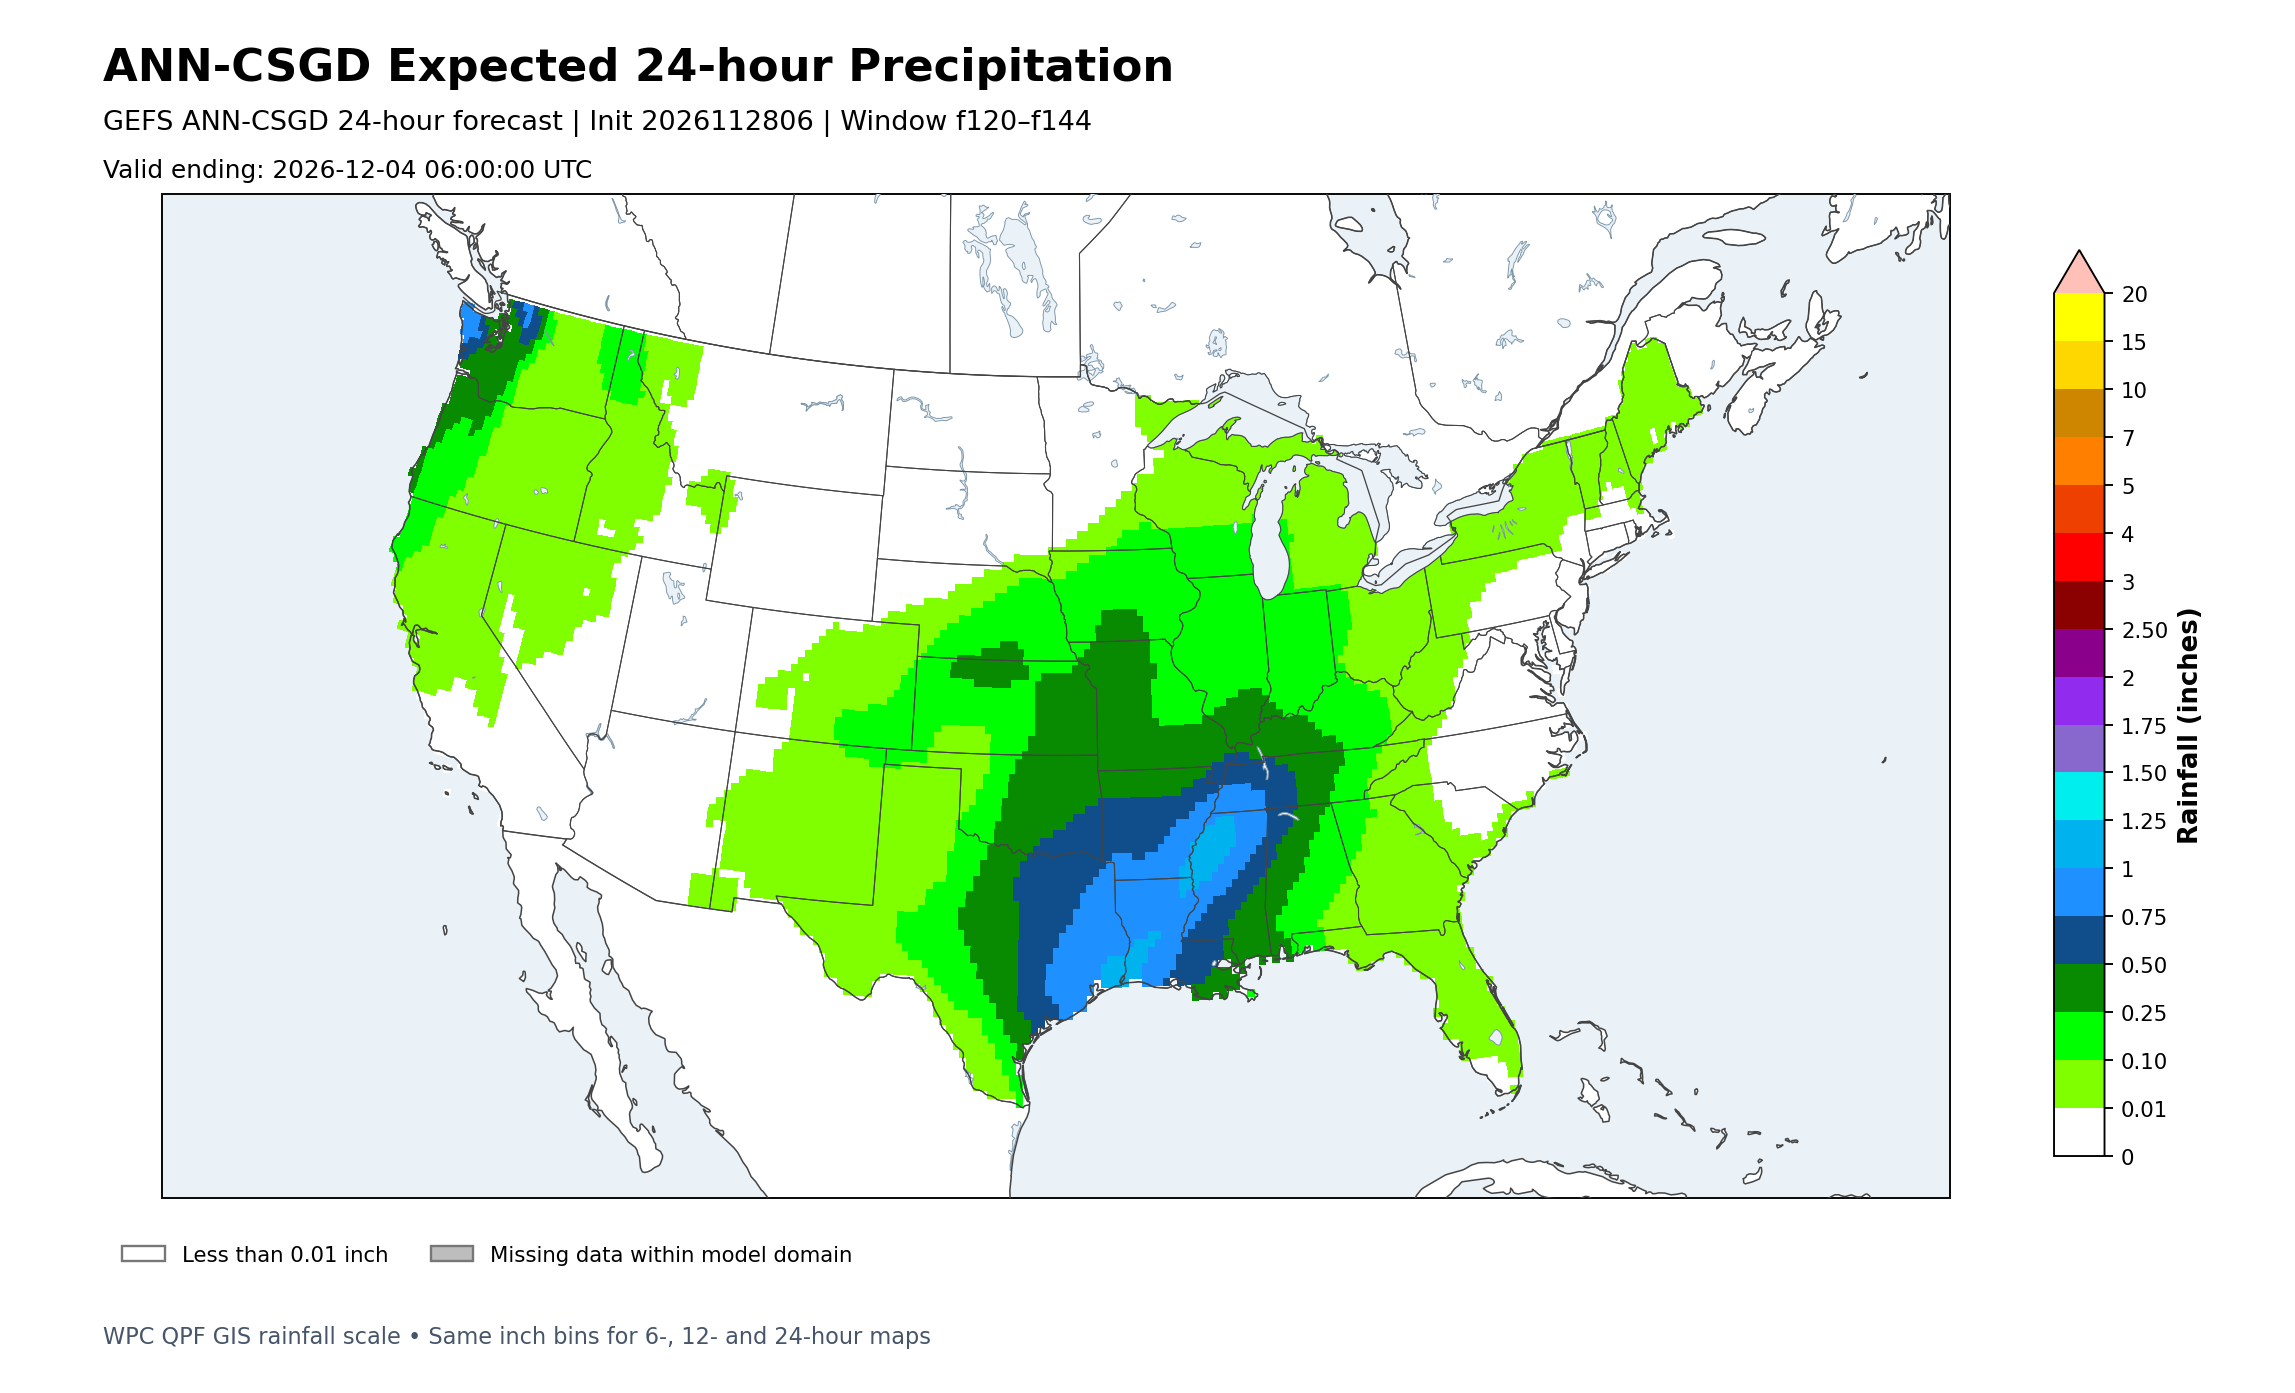 ANN-CSGD Expected 24-hour Precipitation
GEFS ANN-CSGD 24-hour forecast | Init 2026112806 | Window f120–f144
Valid ending: 2026-12-04 06:00:00 UTC
20
15
10
7
5
4
3
2.50
2
1.75
1.50
1.25
1
0.75
0.50
0.25
0.10
0.01
0
Rainfall (inches)
Less than 0.01 inch
Missing data within model domain
WPC QPF GIS rainfall scale • Same inch bins for 6-, 12- and 24-hour maps